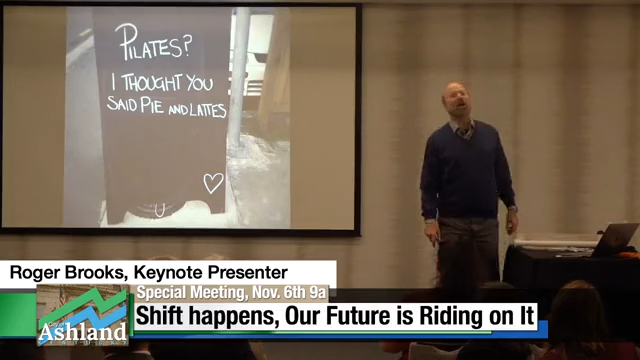 PILATES?
I THOUGHT YOU
SAID PIE AND LATTES
Roger Brooks, Keynote Presenter
Special Meeting, Nov. 6th 9a
Shift happens, Our Future is Riding on It
Ashland